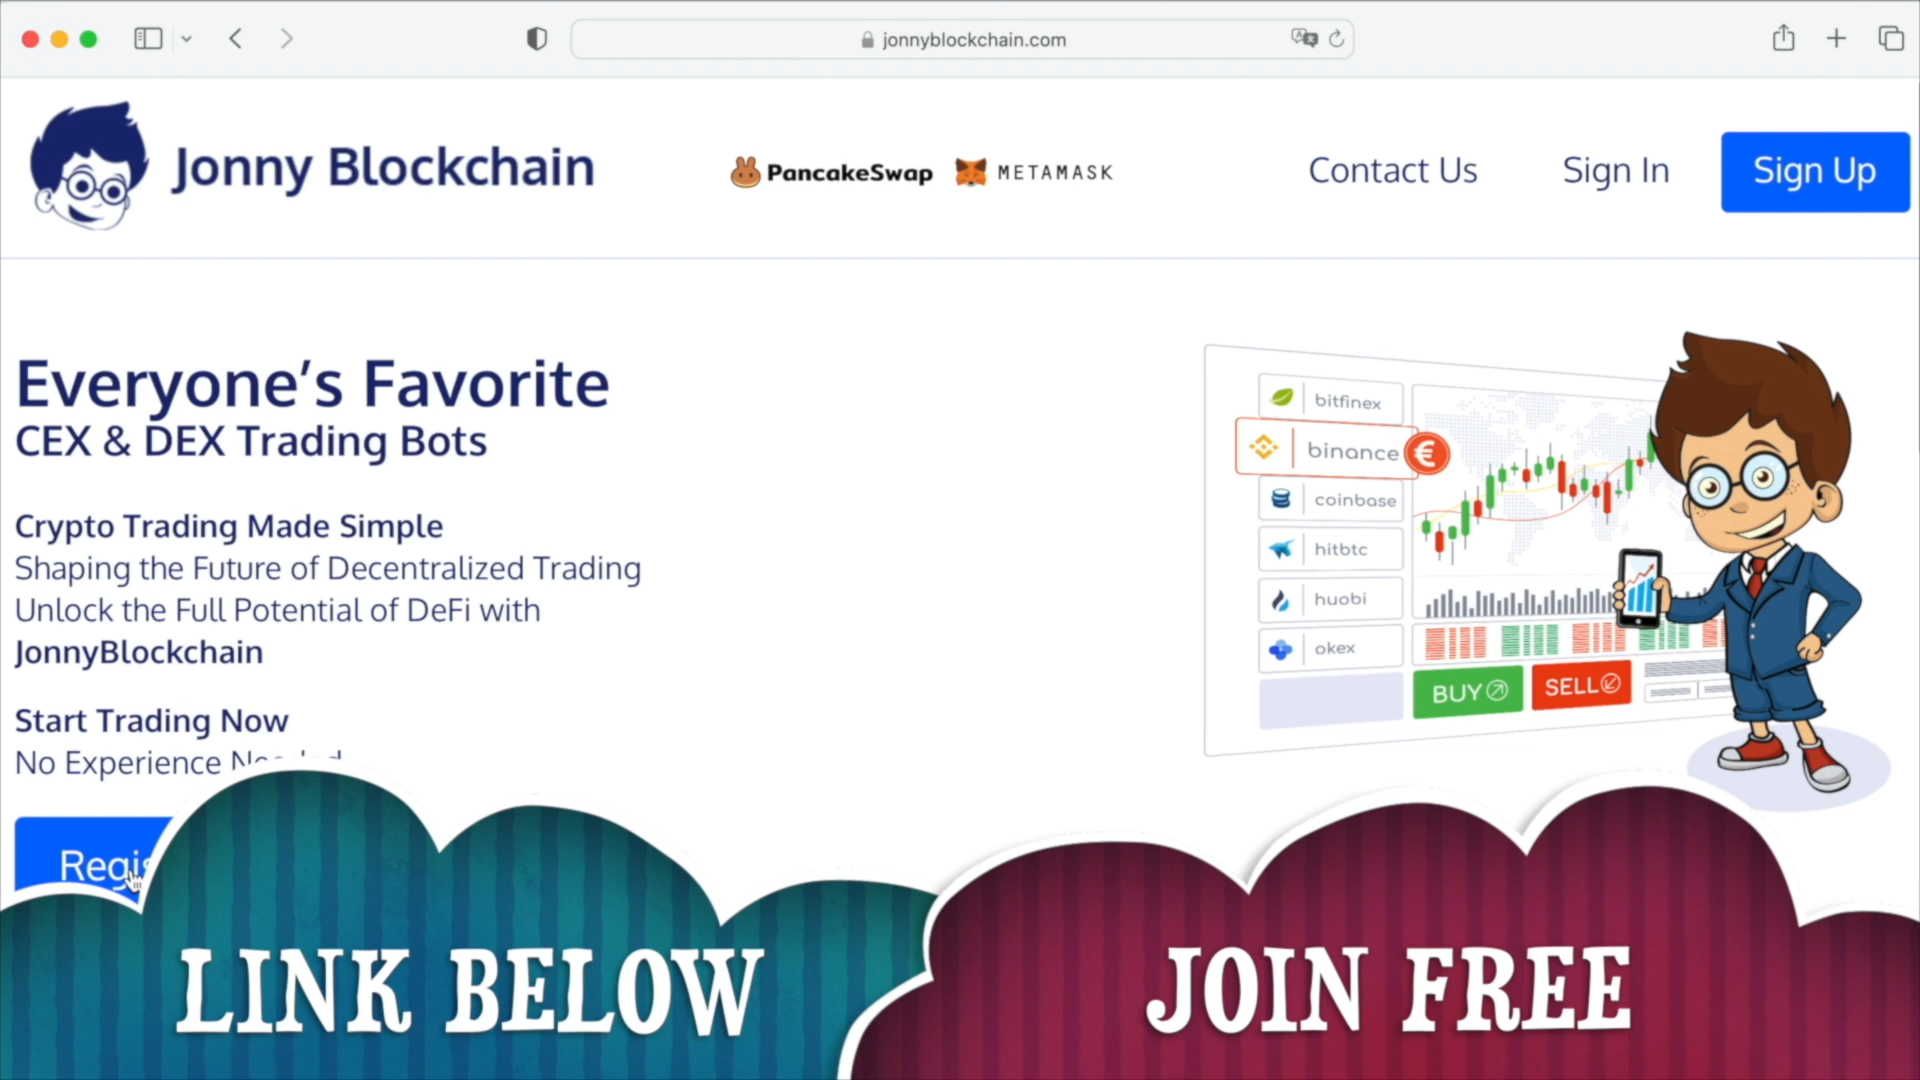 jonnyblockchain.com
Jonny Blockchain
PancakeSwap
METAMASK
Contact Us
Sign In
Sign Up
Everyone's Favorite
CEX & DEX Trading Bots
Crypto Trading Made Simple
Shaping the Future of Decentralized Trading
Unlock the Full Potential of DeFi with
JonnyBlockchain
Start Trading Now
No Experience
bitfinex
binance
€
coinbase
hitbtc
huobi
okex
BUY
SELL
LINK BELOW
JOIN FREE